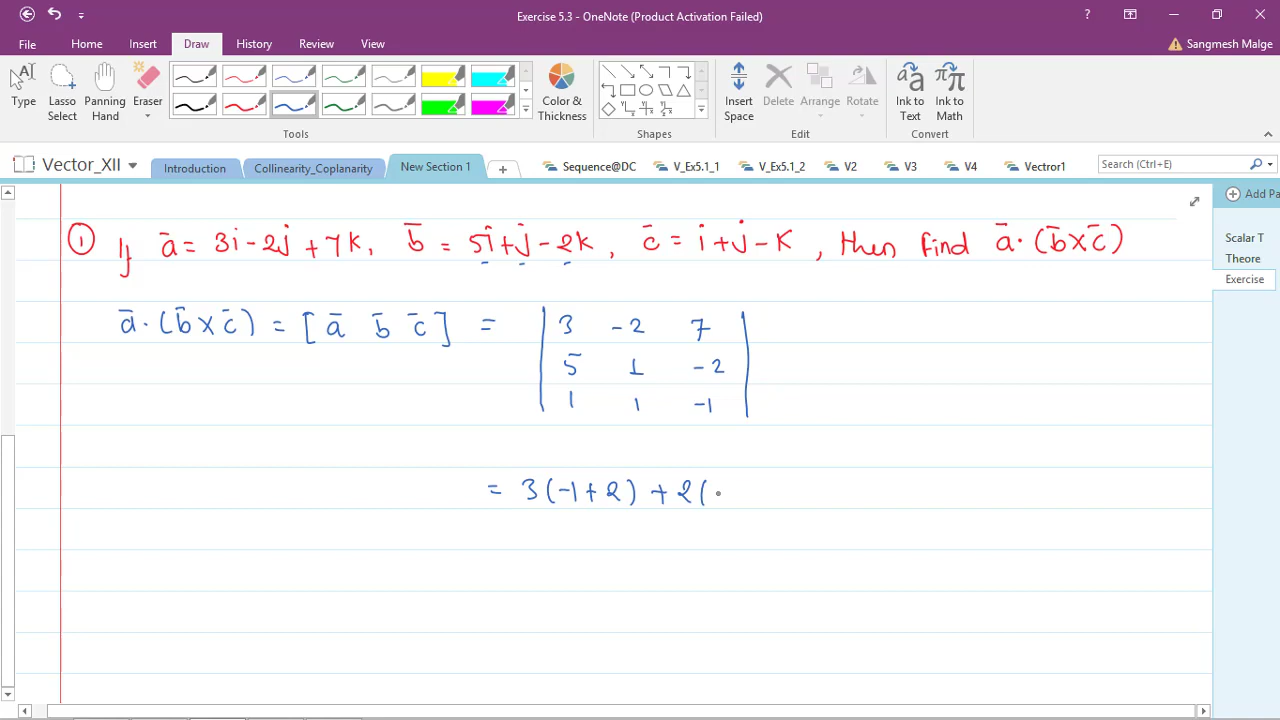 Exercise 5.3 - OneNote (Product Activation Failed)
File Home Insert Draw History Review View Sangmesh Malge
Type Lasso Select Panning Hand Eraser Color & Thickness Insert Space Delete Arrange Rotate Ink to Text Ink to Math
Tools Shapes Edit Convert
Vector_XII Introduction Collinearity_Coplanarity New Section 1 Sequence@DC V_Ex5.1_1 V_Ex5.1_2 V2 V3 V4 Vector1 Search (Ctrl+E)
Add Pa
Scalar T
Theore
Exercise
① If a̅ = 3i - 2j + 7k, b̅ = 5i + j - 2k, c̅ = i + j - k, then find a̅·(b̅×c̅)
a̅·(b̅×c̅) = [a̅ b̅ c̅] = | 3 -2 7 |
| 5 1 -2 |
| 1 1 -1 |
= 3(-1+2) + 2(